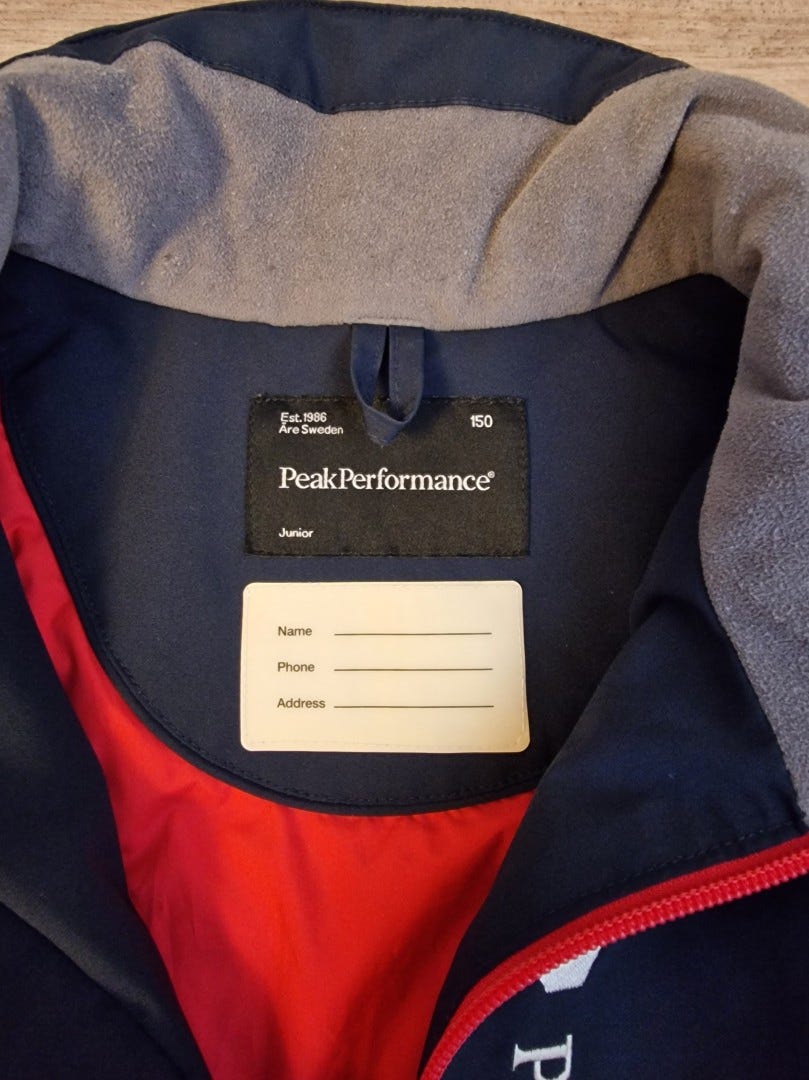 Est.1986
Åre Sweden
150
PeakPerformance®
Junior
Name
Phone
Address
P